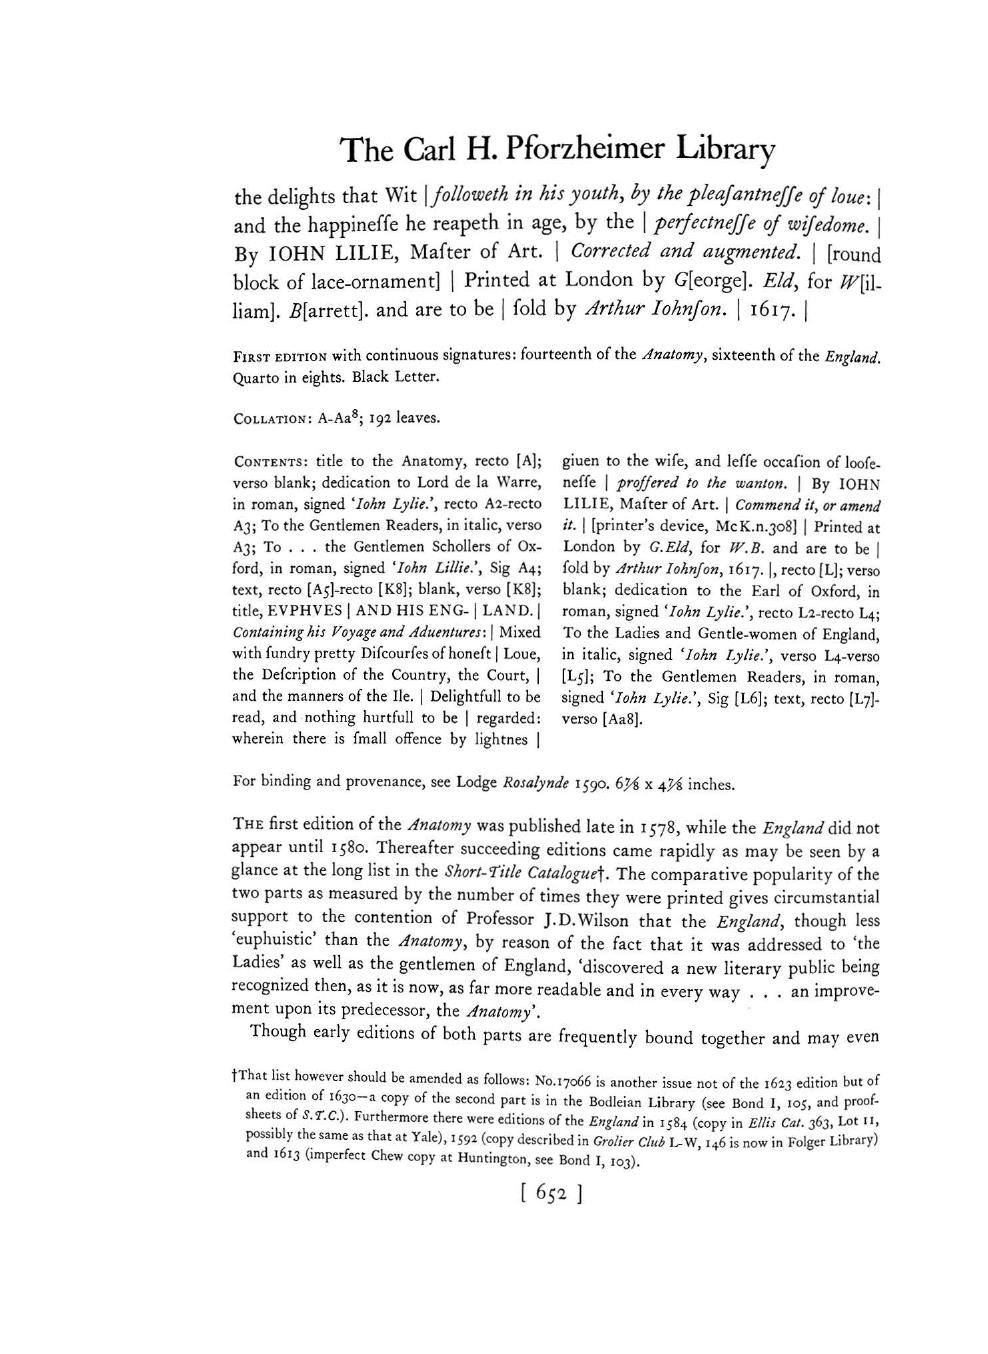 The Carl H. Pforzheimer Library
the delights that Wit | followeth in his youth, by the pleaſantneſſe of loue: |
and the happineſſe he reapeth in age, by the | perfectneſſe of wiſedome. |
By IOHN LILIE, Maſter of Art. | Corrected and augmented. | [round
block of lace-ornament] | Printed at London by G[eorge]. Eld, for W[il-
liam]. B[arrett]. and are to be | ſold by Arthur Iohnſon. | 1617. |
FIRST EDITION with continuous signatures: fourteenth of the Anatomy, sixteenth of the England.
Quarto in eights. Black Letter.
COLLATION: A-Aa⁸; 192 leaves.
CONTENTS: title to the Anatomy, recto [A];
verso blank; dedication to Lord de la Warre,
in roman, signed ‘Iohn Lylie.’, recto A2-recto
A3; To the Gentlemen Readers, in italic, verso
A3; To . . . the Gentlemen Schollers of Ox-
ford, in roman, signed ‘Iohn Lillie.’, Sig A4;
text, recto [A5]-recto [K8]; blank, verso [K8];
title, EVPHVES | AND HIS ENG- | LAND. |
Containing his Voyage and Aduentures: | Mixed
with ſundry pretty Diſcourſes of honeſt | Loue,
the Deſcription of the Country, the Court, |
and the manners of the Ile. | Delightfull to be
read, and nothing hurtfull to be | regarded:
wherein there is ſmall offence by lightnes |
giuen to the wiſe, and leſſe occaſion of looſe-
neſſe | proffered to the wanton. | By IOHN
LILIE, Maſter of Art. | Commend it, or amend
it. | [printer's device, McK.n.308] | Printed at
London by G.Eld, for W.B. and are to be |
ſold by Arthur Iohnſon, 1617. |, recto [L]; verso
blank; dedication to the Earl of Oxford, in
roman, signed ‘Iohn Lylie.’, recto L2-recto L4;
To the Ladies and Gentle-women of England,
in italic, signed ‘Iohn Lylie.’, verso L4-verso
[L5]; To the Gentlemen Readers, in roman,
signed ‘Iohn Lylie.’, Sig [L6]; text, recto [L7]-
verso [Aa8].
For binding and provenance, see Lodge Rosalynde 1590. 6⅞ x 4⅞ inches.
THE first edition of the Anatomy was published late in 1578, while the England did not
appear until 1580. Thereafter succeeding editions came rapidly as may be seen by a
glance at the long list in the Short-Title Catalogue†. The comparative popularity of the
two parts as measured by the number of times they were printed gives circumstantial
support to the contention of Professor J.D.Wilson that the England, though less
‘euphuistic’ than the Anatomy, by reason of the fact that it was addressed to ‘the
Ladies’ as well as the gentlemen of England, ‘discovered a new literary public being
recognized then, as it is now, as far more readable and in every way . . . an improve-
ment upon its predecessor, the Anatomy’.
Though early editions of both parts are frequently bound together and may even
†That list however should be amended as follows: No.17066 is another issue not of the 1623 edition but of
an edition of 1630—a copy of the second part is in the Bodleian Library (see Bond I, 105, and proof-
sheets of S.T.C.). Furthermore there were editions of the England in 1584 (copy in Ellis Cat. 363, Lot 11,
possibly the same as that at Yale), 1592 (copy described in Grolier Club L-W, 146 is now in Folger Library)
and 1613 (imperfect Chew copy at Huntington, see Bond I, 103).
[ 652 ]